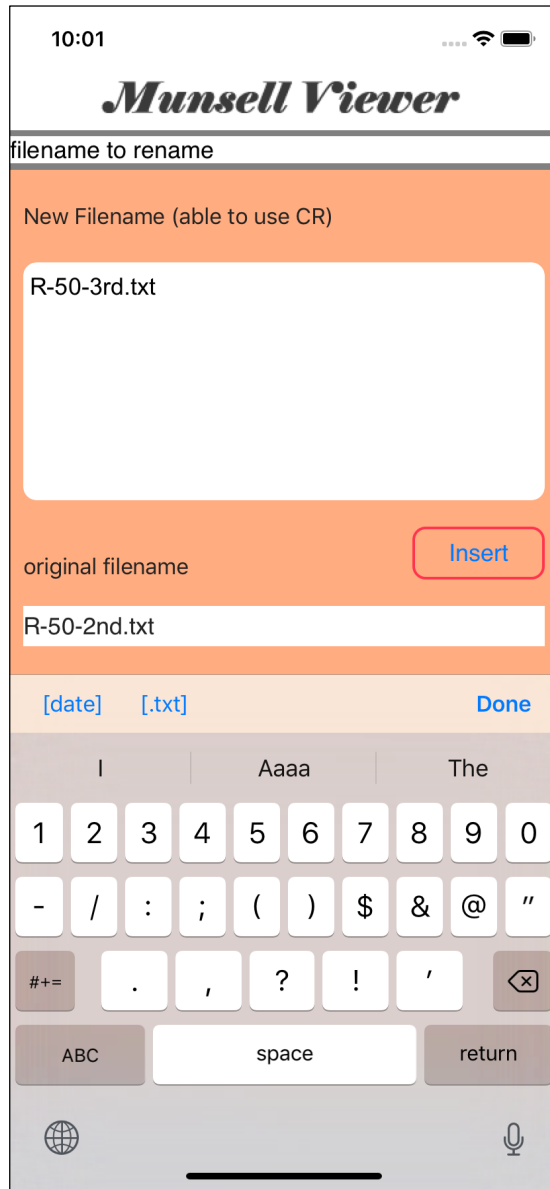 10:01
Munsell Viewer
filename to rename
New Filename (able to use CR)
R-50-3rd.txt
Insert
original filename
R-50-2nd.txt
[date] [.txt] Done
I Aaaa The
1 2 3 4 5 6 7 8 9 0
- / : ; ( ) $ & @ "
#+= . , ? ! '
ABC space return